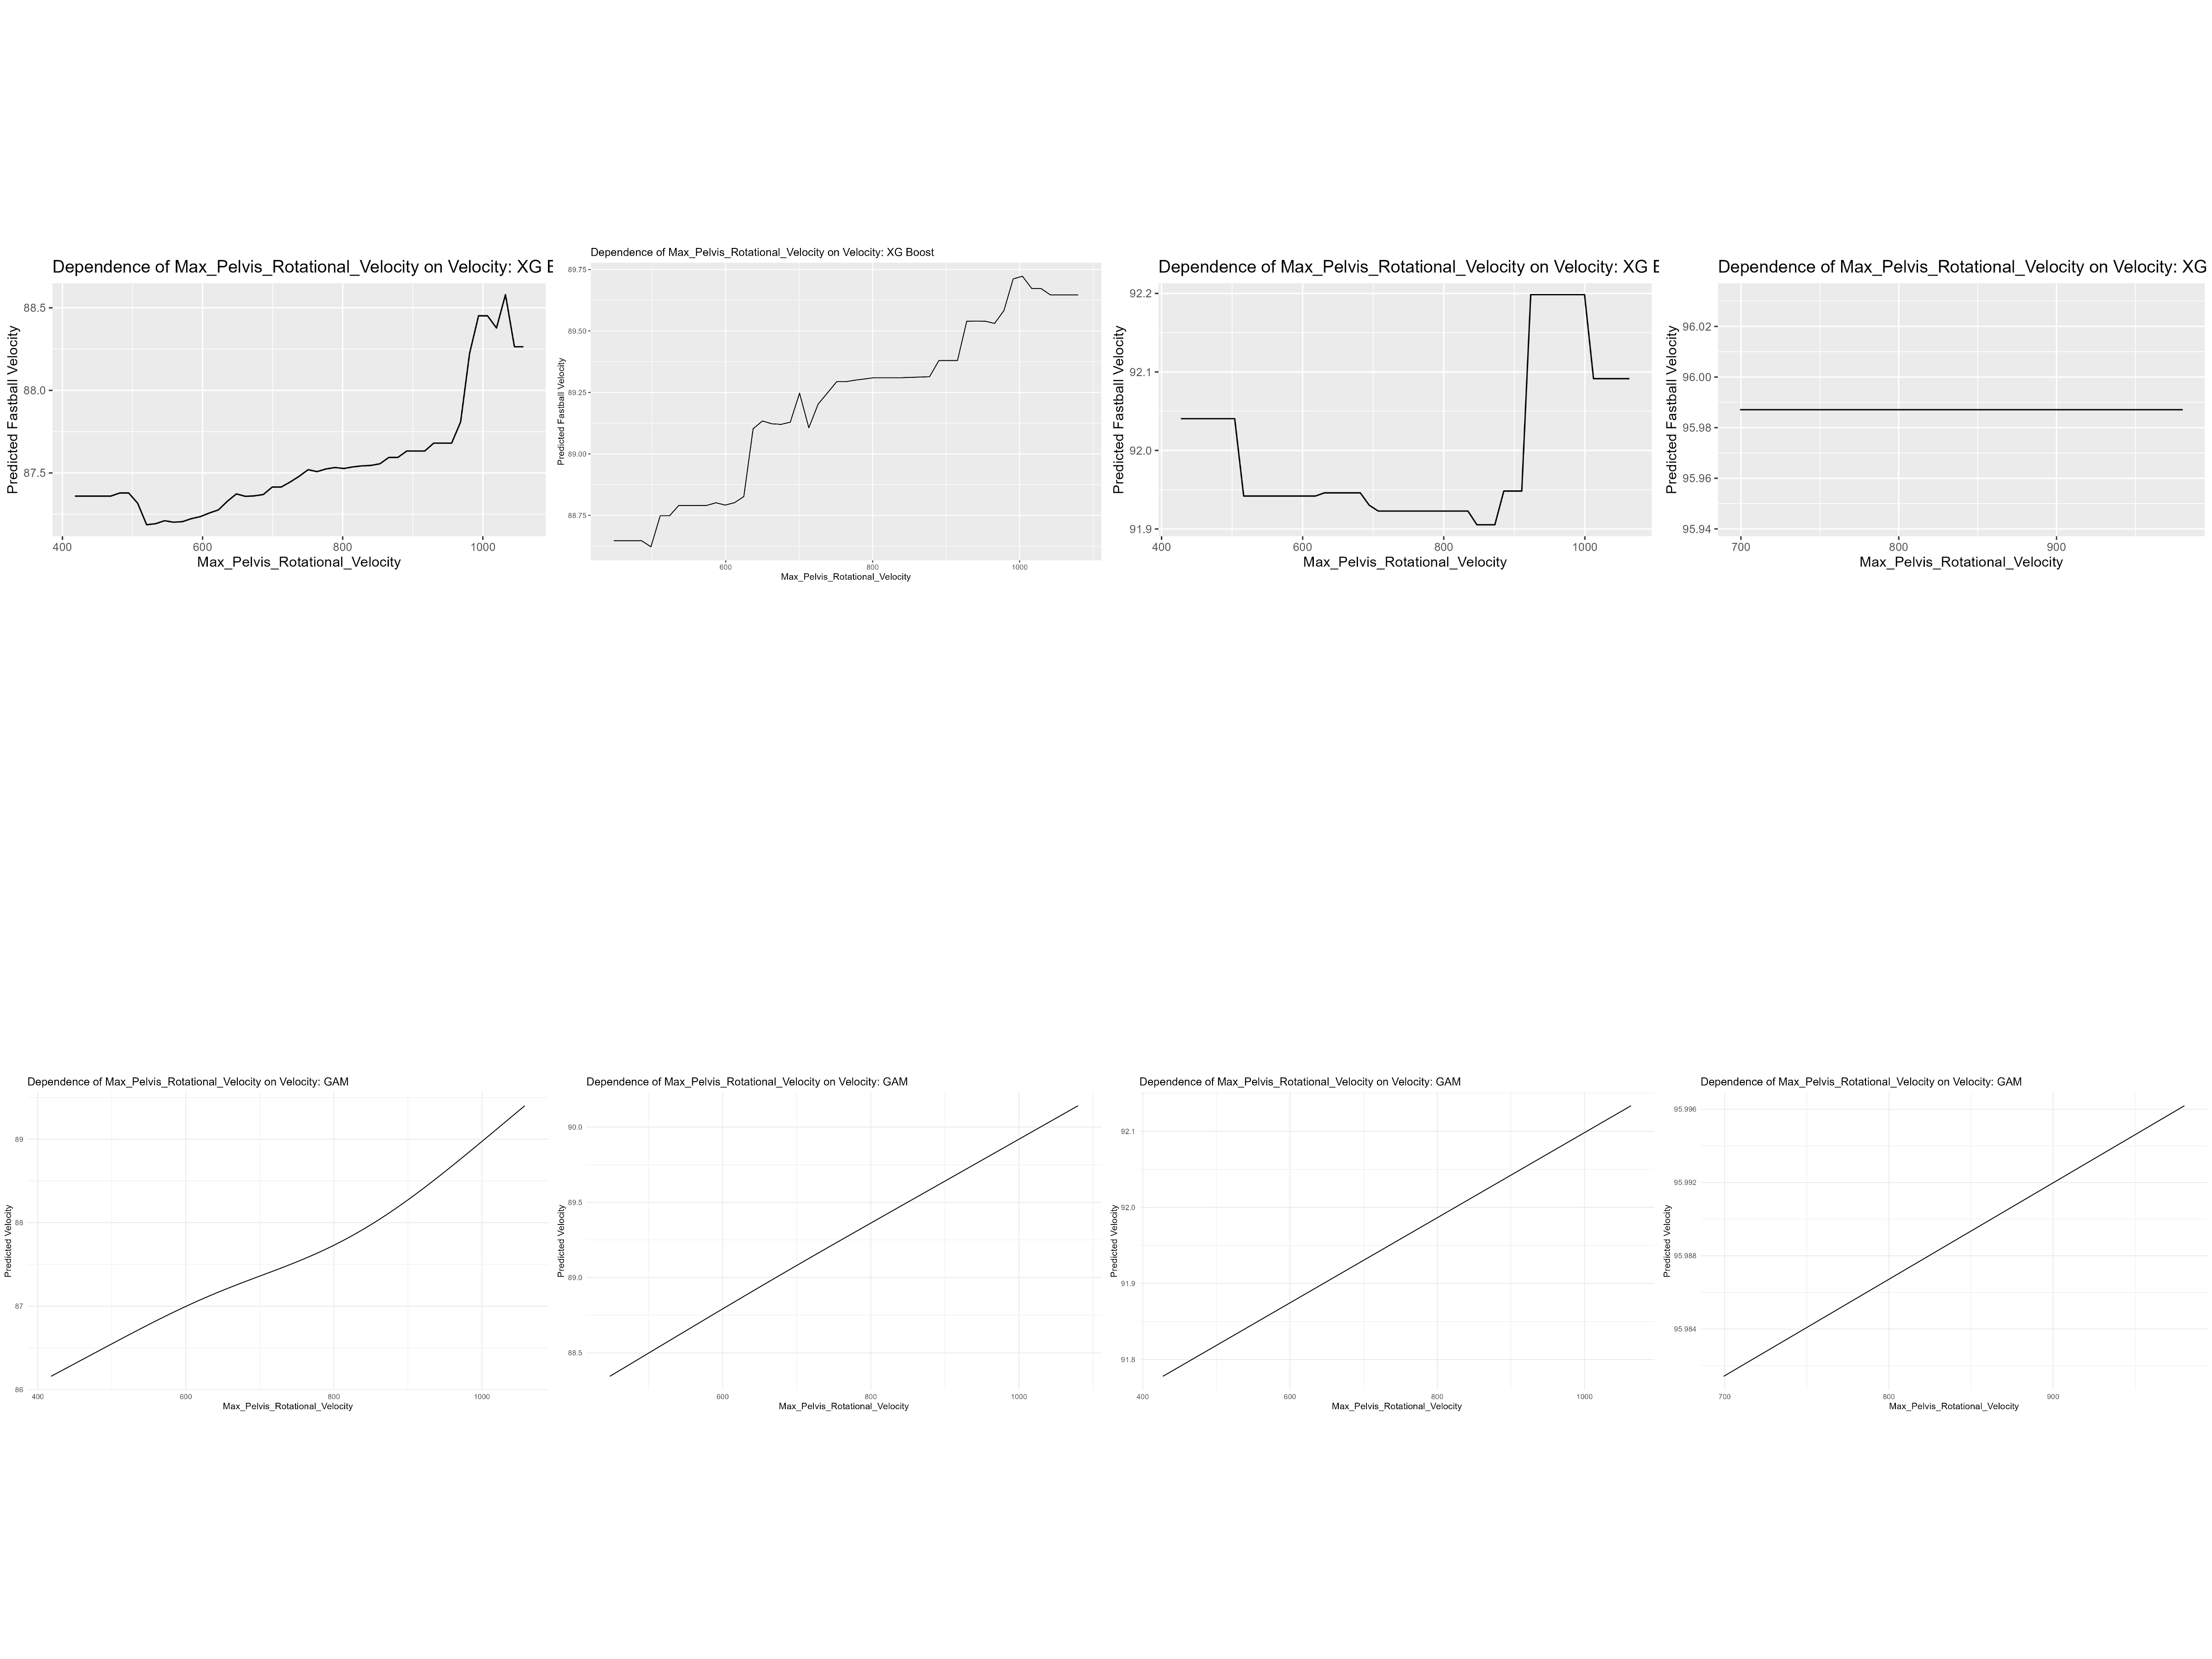 Dependence of Max_Pelvis_Rotational_Velocity on Velocity: XG E
Predicted Fastball Velocity
88.5
88.0
87.5
400 600 800 1000
Max_Pelvis_Rotational_Velocity
Dependence of Max_Pelvis_Rotational_Velocity on Velocity: XG Boost
Predicted Fastball Velocity
89.75
89.50
89.25
89.00
88.75
600 800 1000
Max_Pelvis_Rotational_Velocity
Dependence of Max_Pelvis_Rotational_Velocity on Velocity: XG E
Predicted Fastball Velocity
92.2
92.1
92.0
91.9
400 600 800 1000
Max_Pelvis_Rotational_Velocity
Dependence of Max_Pelvis_Rotational_Velocity on Velocity: XG
Predicted Fastball Velocity
96.02
96.00
95.98
95.96
95.94
700 800 900
Max_Pelvis_Rotational_Velocity
Dependence of Max_Pelvis_Rotational_Velocity on Velocity: GAM
Predicted Velocity
89
88
87
86
400 600 800 1000
Max_Pelvis_Rotational_Velocity
Dependence of Max_Pelvis_Rotational_Velocity on Velocity: GAM
Predicted Velocity
90.0
89.5
89.0
88.5
600 800 1000
Max_Pelvis_Rotational_Velocity
Dependence of Max_Pelvis_Rotational_Velocity on Velocity: GAM
Predicted Velocity
92.1
92.0
91.9
91.8
400 600 800 1000
Max_Pelvis_Rotational_Velocity
Dependence of Max_Pelvis_Rotational_Velocity on Velocity: GAM
Predicted Velocity
95.996
95.992
95.988
95.984
700 800 900
Max_Pelvis_Rotational_Velocity